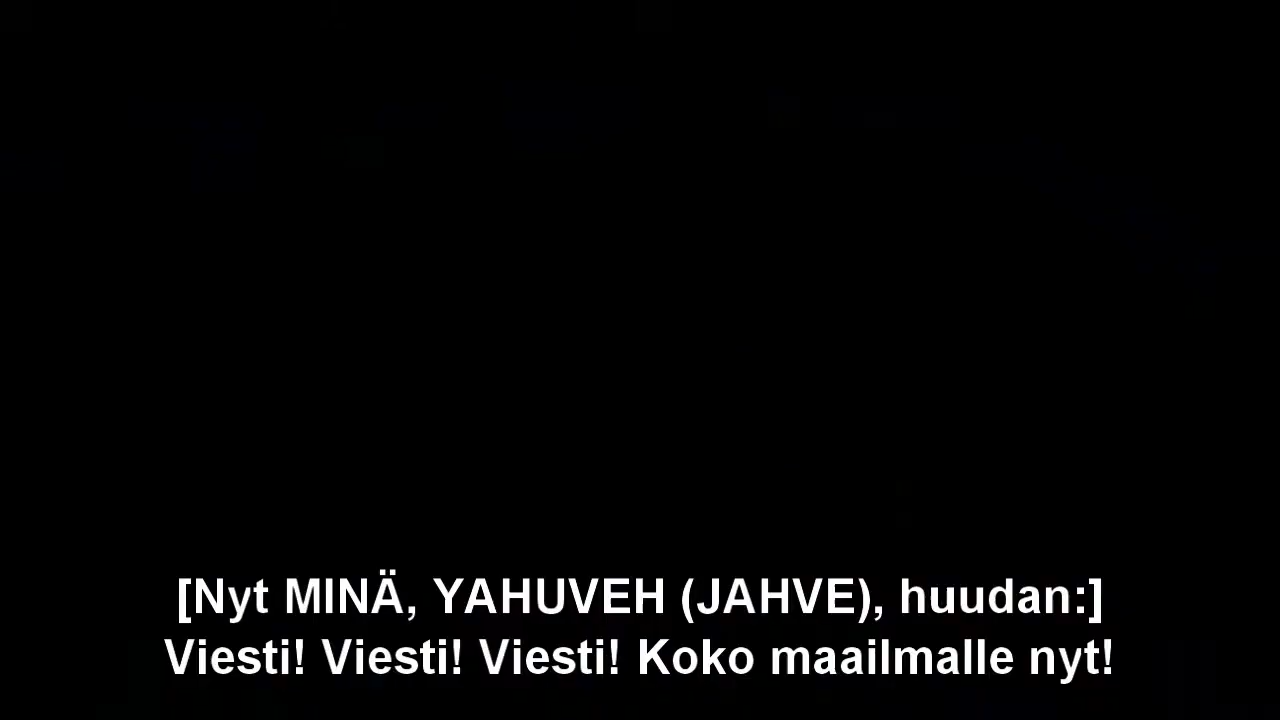 [Nyt MINÄ, YAHUVEH (JAHVE), huudan:]
Viesti! Viesti! Viesti! Koko maailmalle nyt!